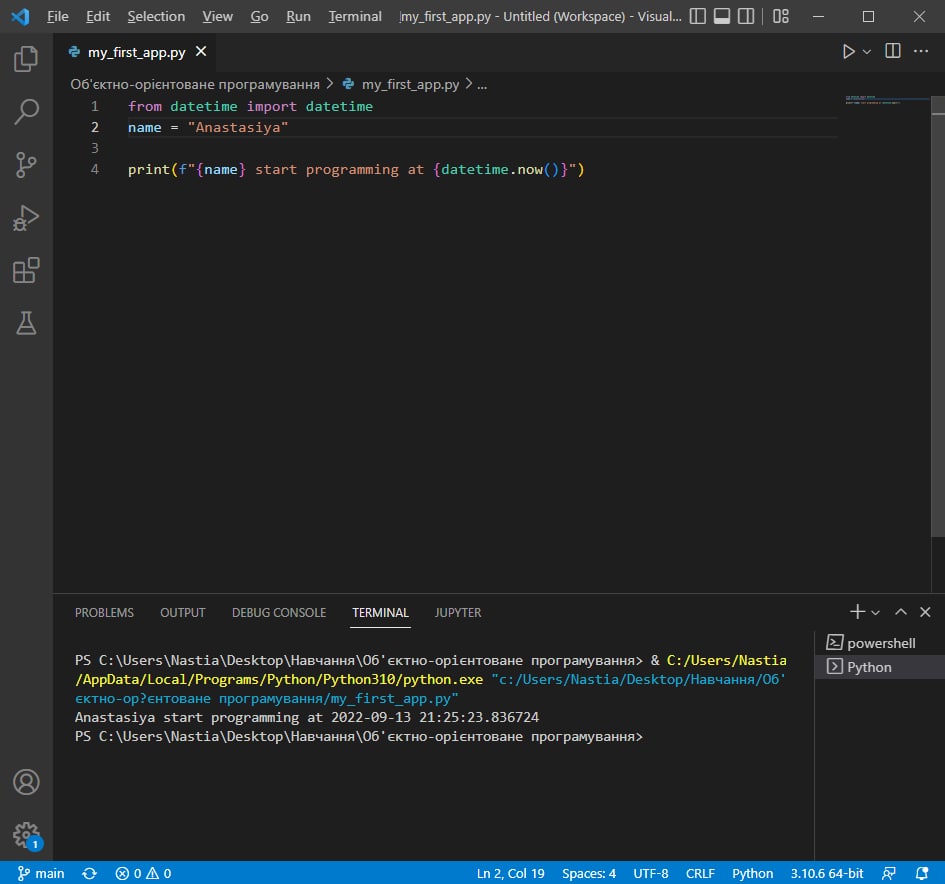 File Edit Selection View Go Run Terminal my_first_app.py - Untitled (Workspace) - Visual...
my_first_app.py
Об'єктно-орієнтоване програмування > my_first_app.py > ...
1 from datetime import datetime
2 name = "Anastasiya"
3
4 print(f"{name} start programming at {datetime.now()}")
PROBLEMS OUTPUT DEBUG CONSOLE TERMINAL JUPYTER
powershell
Python
PS C:\Users\Nastia\Desktop\Навчання\Об'єктно-орієнтоване програмування> & C:/Users/Nastia
/AppData/Local/Programs/Python/Python310/python.exe "c:/Users/Nastia/Desktop/Навчання/Об'
єктно-ор?єнтоване програмування/my_first_app.py"
Anastasiya start programming at 2022-09-13 21:25:23.836724
PS C:\Users\Nastia\Desktop\Навчання\Об'єктно-орієнтоване програмування>
1
main 0 0 Ln 2, Col 19 Spaces: 4 UTF-8 CRLF Python 3.10.6 64-bit